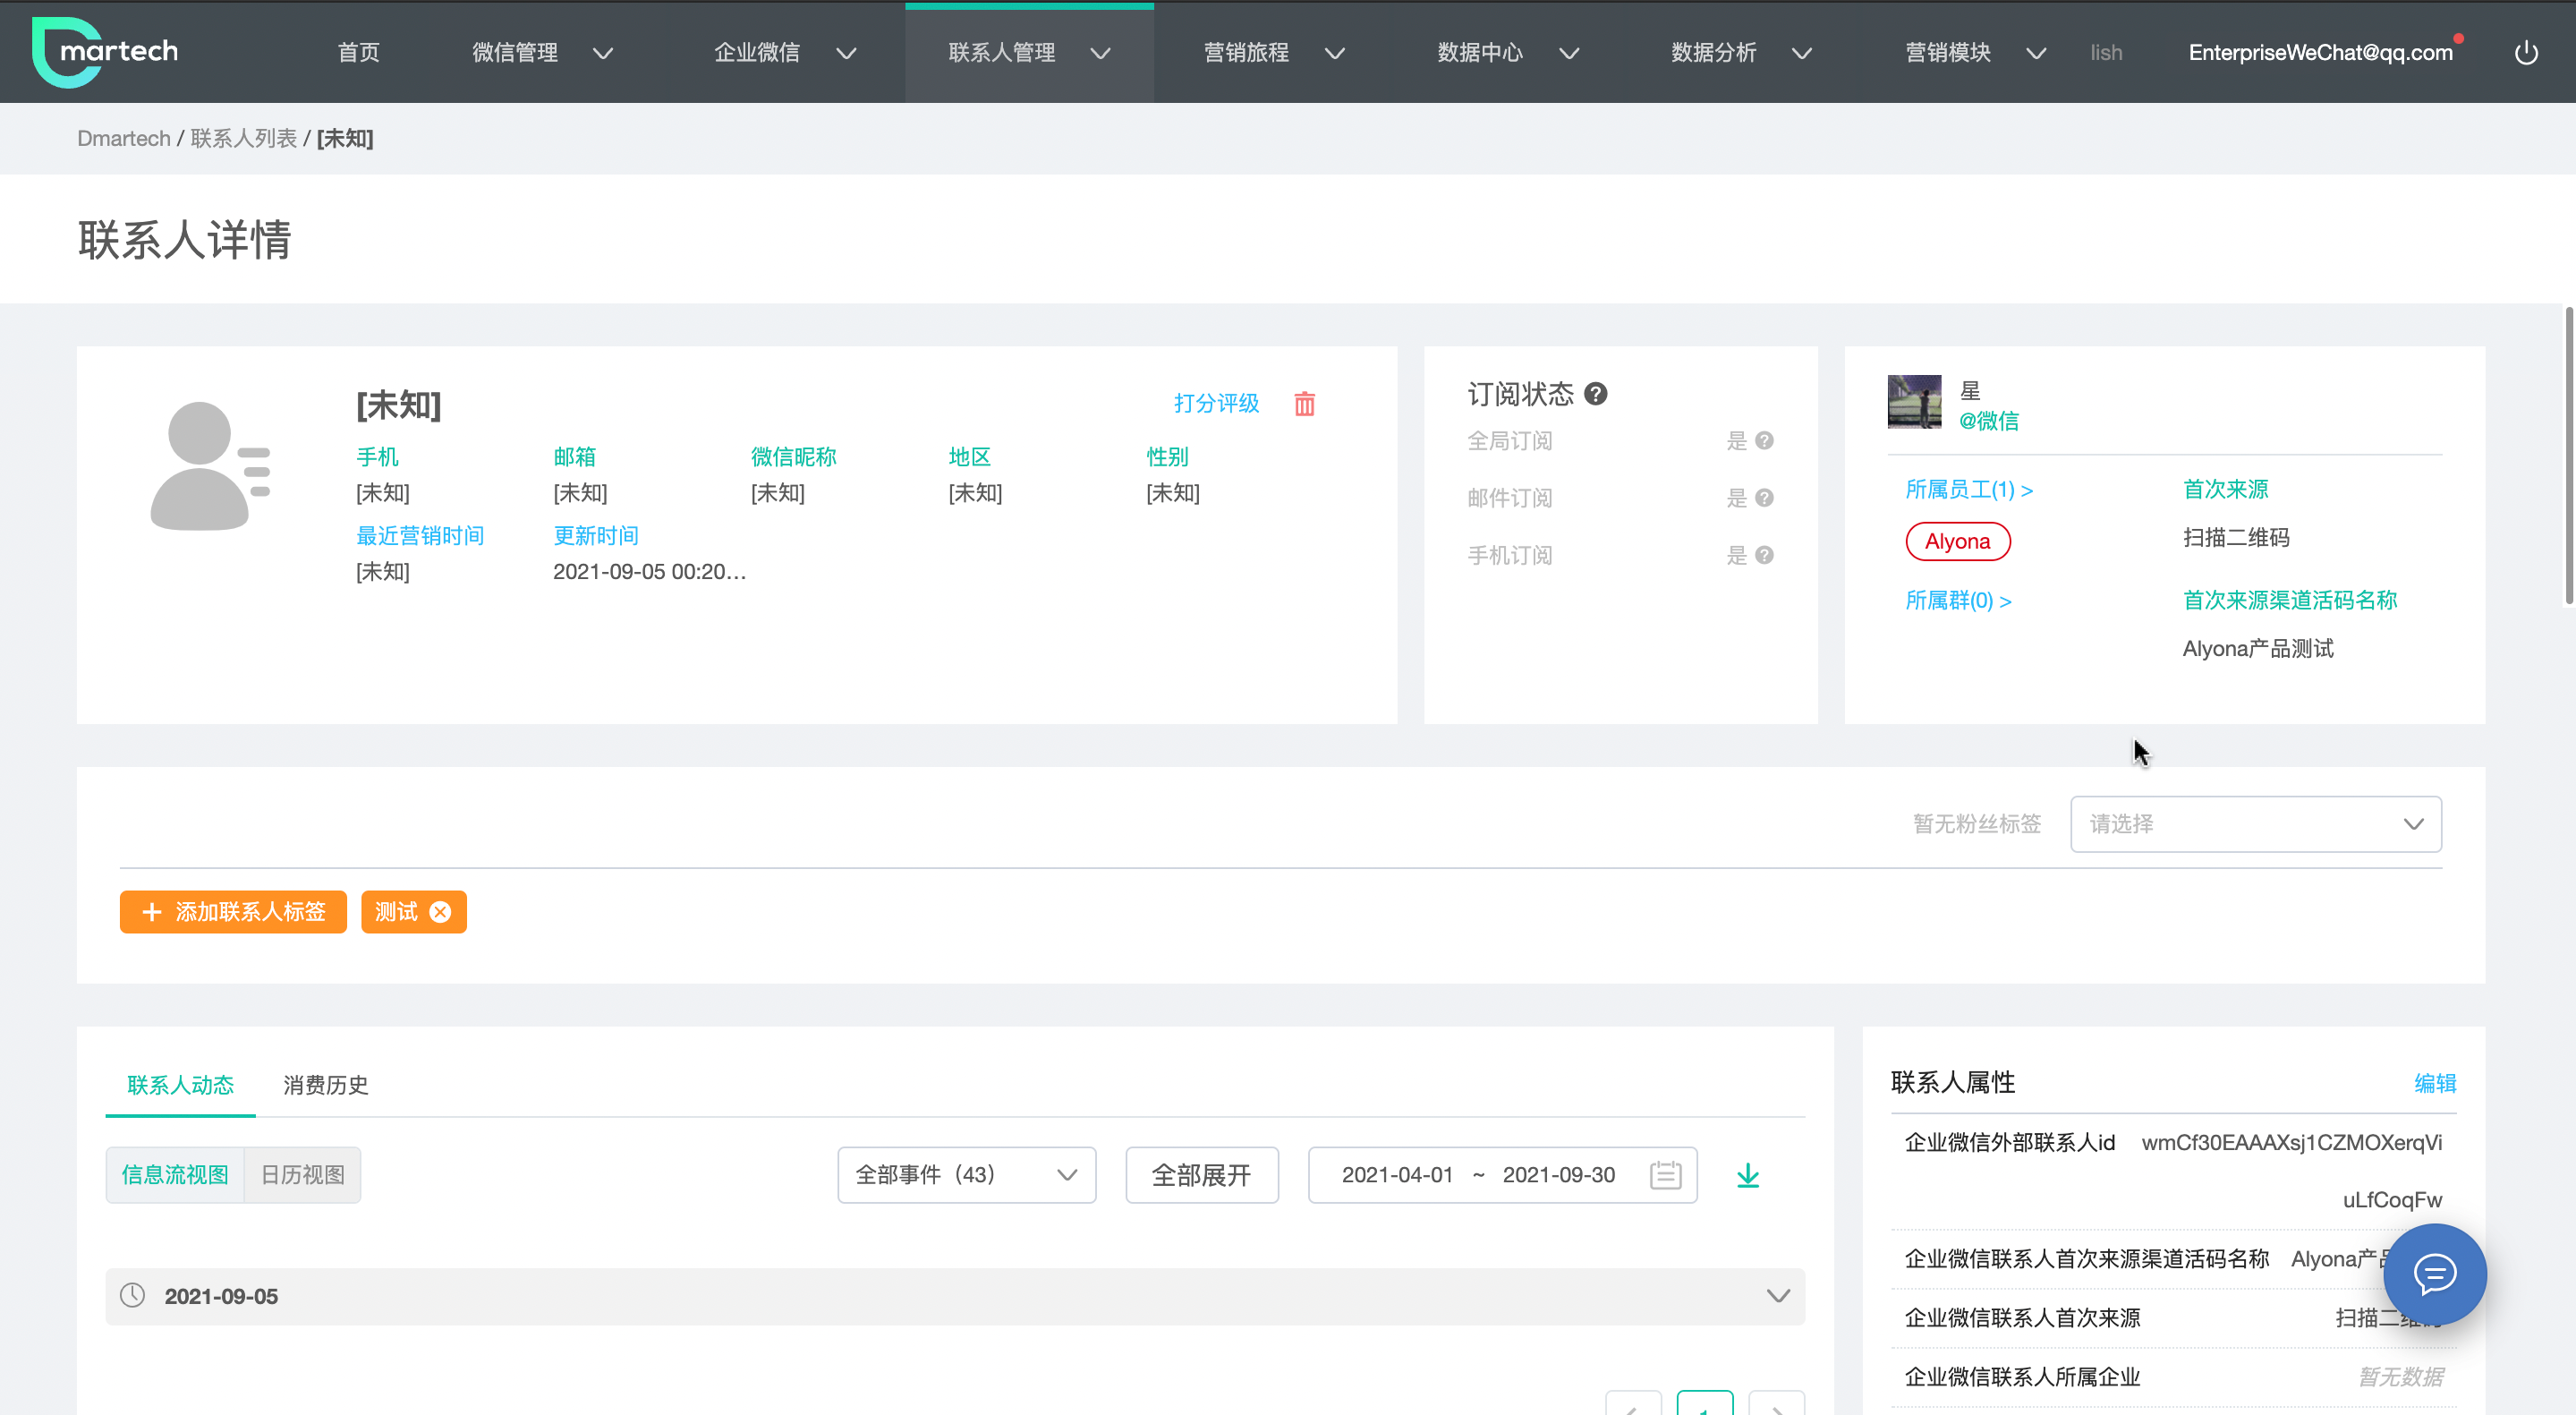 martech
首页
微信管理
企业微信
联系人管理
营销旅程
数据中心
数据分析
营销模块
lish
EnterpriseWeChat@qq.com
Dmartech / 联系人列表 / [未知]
联系人详情
[未知]
打分评级
手机 邮箱 微信昵称 地区 性别
[未知] [未知] [未知] [未知] [未知]
最近营销时间 更新时间
[未知] 2021-09-05 00:20...
订阅状态
全局订阅 是
邮件订阅 是
手机订阅 是
星
@微信
所属员工(1) >
Alyona
所属群(0) >
首次来源
扫描二维码
首次来源渠道活码名称
Alyona产品测试
暂无粉丝标签 请选择
添加联系人标签 测试
联系人动态 消费历史
信息流视图 日历视图 全部事件（43） 全部展开 2021-04-01 ~ 2021-09-30
2021-09-05
1
联系人属性 编辑
企业微信外部联系人id wmCf30EAAAXsj1CZMOXerqVi
uLfCoqFw
企业微信联系人首次来源渠道活码名称 Alyona产
企业微信联系人首次来源 扫描二
企业微信联系人所属企业 暂无数据